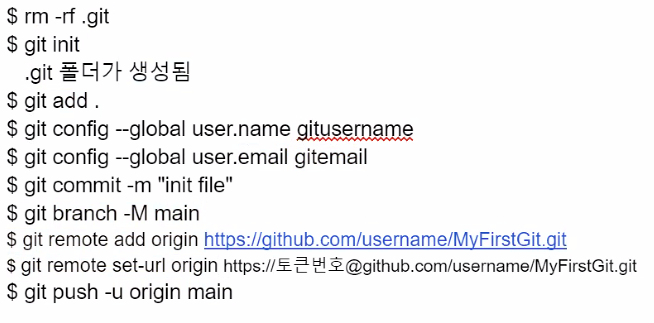 $ rm -rf .git
$ git init
.git 폴더가 생성됨
$ git add .
$ git config --global user.name gitusername
$ git config --global user.email gitemail
$ git commit -m "init file"
$ git branch -M main
$ git remote add origin https://github.com/username/MyFirstGit.git
$ git remote set-url origin https://토큰번호@github.com/username/MyFirstGit.git
$ git push -u origin main